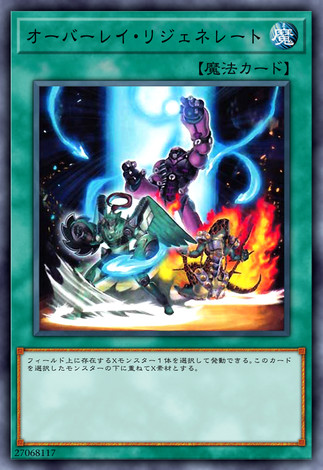 オーバーレイ・リジェネレート 魔
【魔法カード】
フィールド上に存在するXモンスター1体を選択して発動できる。このカード
を選択したモンスターの下に重ねてX素材とする。
27068117